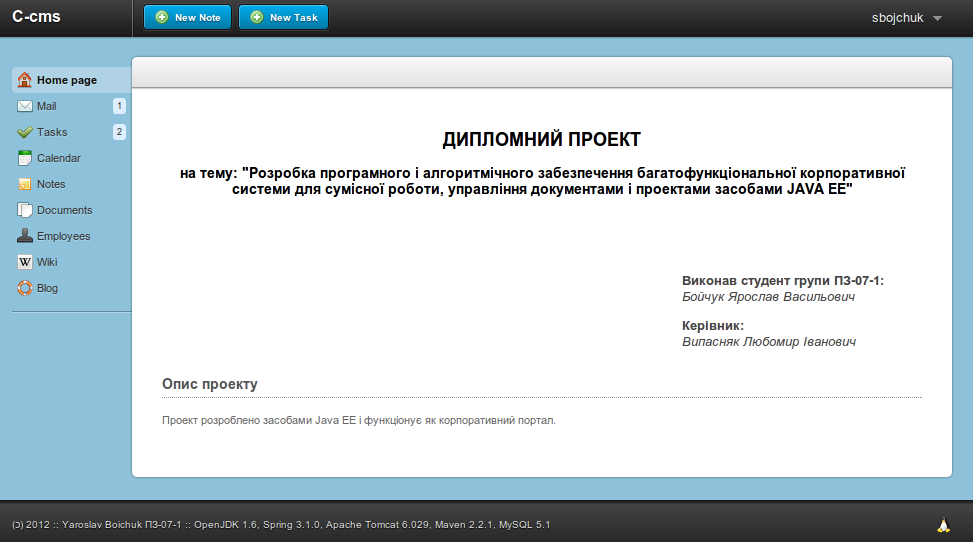 C-cms
New Note
New Task
sbojchuk
Home page
Mail 1
Tasks 2
Calendar
Notes
Documents
Employees
W Wiki
Blog
ДИПЛОМНИЙ ПРОЕКТ
на тему: "Розробка програмного і алгоритмічного забезпечення багатофункціональної корпоративної
системи для сумісної роботи, управління документами і проектами засобами JAVA EE"
Виконав студент групи ПЗ-07-1:
Бойчук Ярослав Васильович
Керівник:
Випасняк Любомир Іванович
Опис проекту
Проект розроблено засобами Java EE і функціонує як корпоративний портал.
(ɔ) 2012 :: Yaroslav Boichuk ПЗ-07-1 :: OpenJDK 1.6, Spring 3.1.0, Apache Tomcat 6.029, Maven 2.2.1, MySQL 5.1